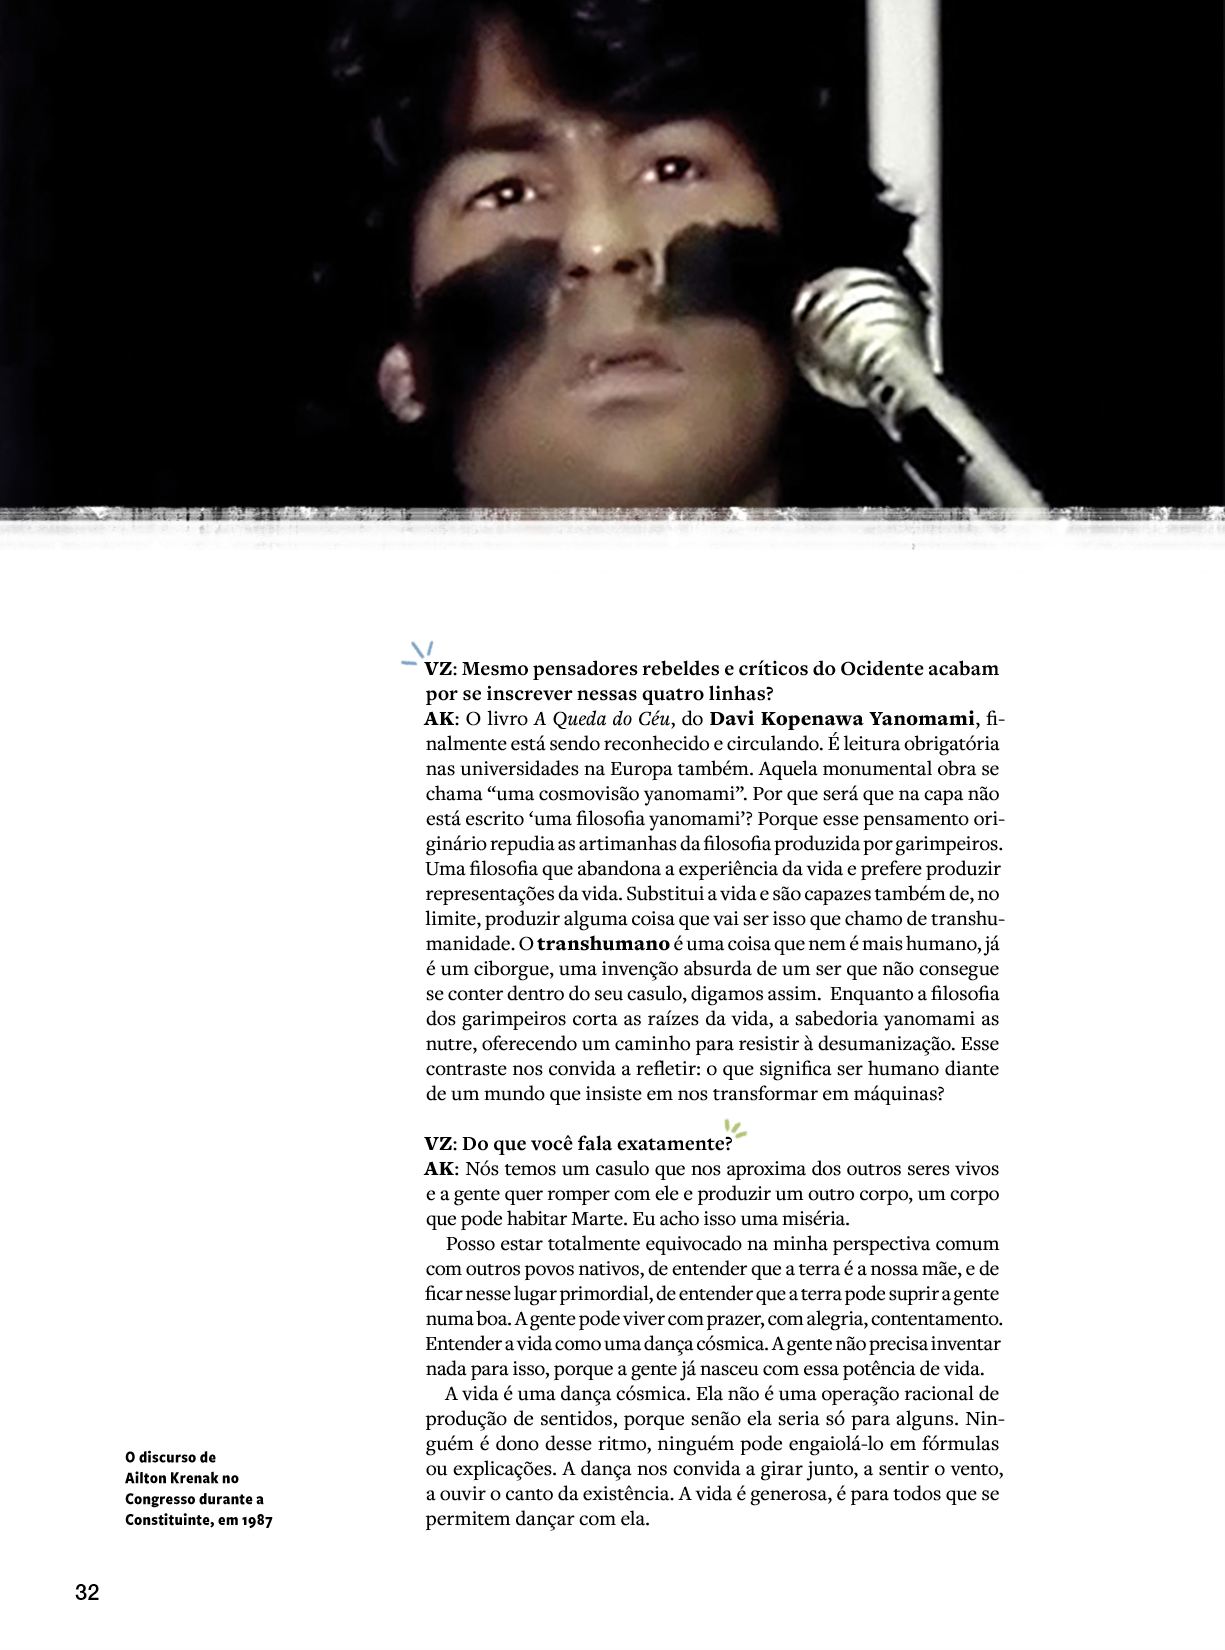 VZ: Mesmo pensadores rebeldes e críticos do Ocidente acabam
por se inscrever nessas quatro linhas?
AK: O livro A Queda do Céu, do Davi Kopenawa Yanomami, fi-
nalmente está sendo reconhecido e circulando. É leitura obrigatória
nas universidades na Europa também. Aquela monumental obra se
chama “uma cosmovisão yanomami”. Por que será que na capa não
está escrito ‘uma filosofia yanomami’? Porque esse pensamento ori-
ginário repudia as artimanhas da filosofia produzida por garimpeiros.
Uma filosofia que abandona a experiência da vida e prefere produzir
representações da vida. Substitui a vida e são capazes também de, no
limite, produzir alguma coisa que vai ser isso que chamo de transhu-
manidade. O transhumano é uma coisa que nem é mais humano, já
é um ciborgue, uma invenção absurda de um ser que não consegue
se conter dentro do seu casulo, digamos assim. Enquanto a filosofia
dos garimpeiros corta as raízes da vida, a sabedoria yanomami as
nutre, oferecendo um caminho para resistir à desumanização. Esse
contraste nos convida a refletir: o que significa ser humano diante
de um mundo que insiste em nos transformar em máquinas?
VZ: Do que você fala exatamente?
AK: Nós temos um casulo que nos aproxima dos outros seres vivos
e a gente quer romper com ele e produzir um outro corpo, um corpo
que pode habitar Marte. Eu acho isso uma miséria.
Posso estar totalmente equivocado na minha perspectiva comum
com outros povos nativos, de entender que a terra é a nossa mãe, e de
ficar nesse lugar primordial, de entender que a terra pode suprir a gente
numa boa. A gente pode viver com prazer, com alegria, contentamento.
Entender a vida como uma dança cósmica. A gente não precisa inventar
nada para isso, porque a gente já nasceu com essa potência de vida.
A vida é uma dança cósmica. Ela não é uma operação racional de
produção de sentidos, porque senão ela seria só para alguns. Nin-
guém é dono desse ritmo, ninguém pode engaiolá-lo em fórmulas
ou explicações. A dança nos convida a girar junto, a sentir o vento,
a ouvir o canto da existência. A vida é generosa, é para todos que se
permitem dançar com ela.
O discurso de
Ailton Krenak no
Congresso durante a
Constituinte, em 1987
32